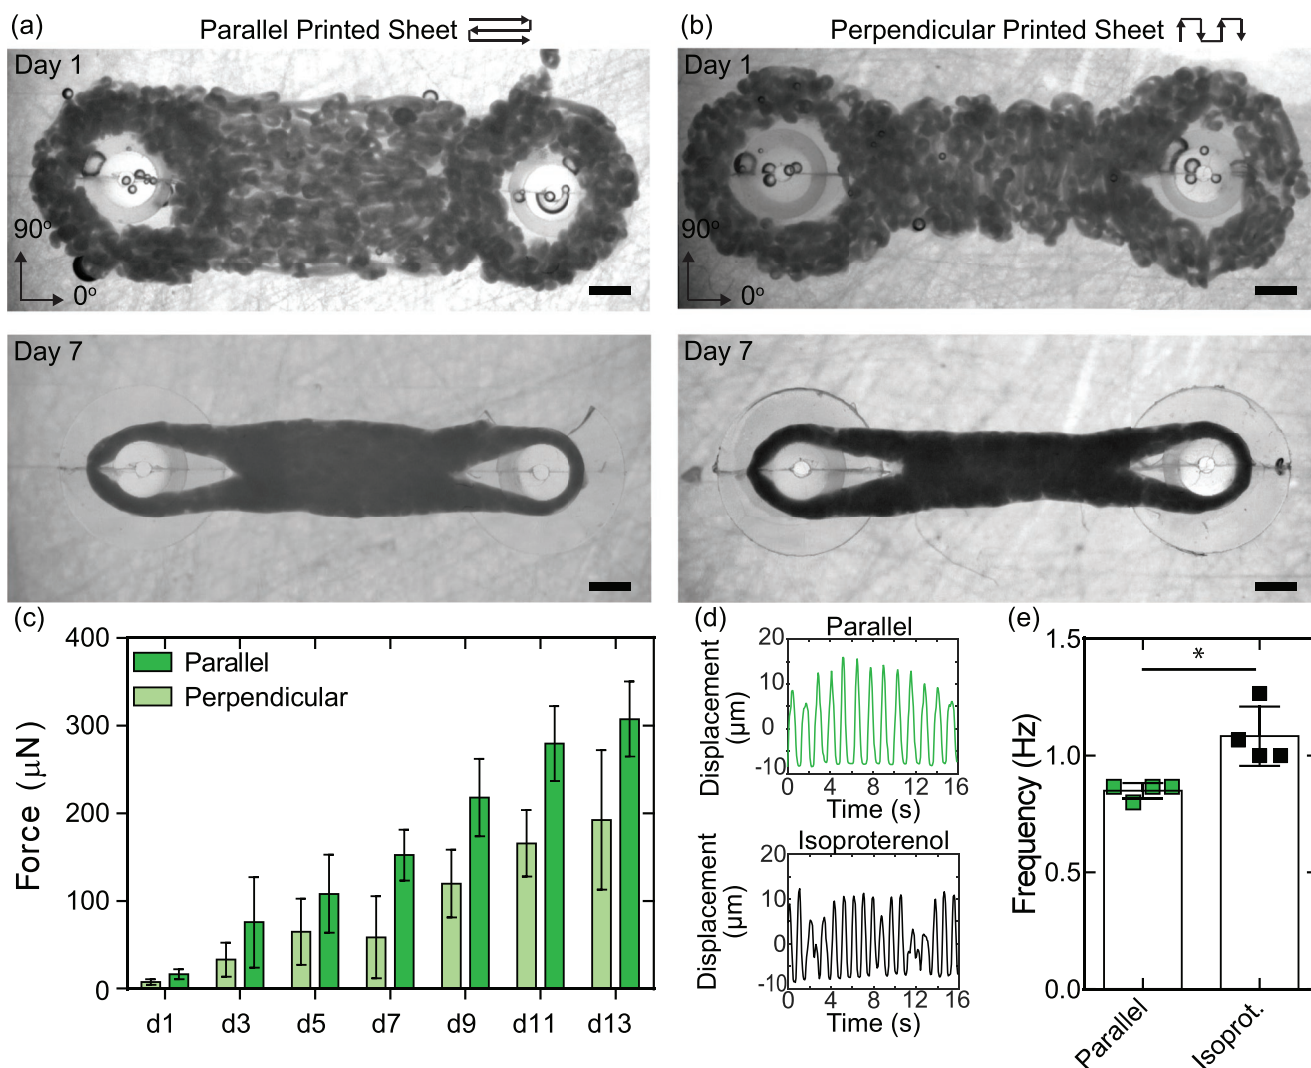 (a) Parallel Printed Sheet
Day 1
90°
0°
Day 7
(b) Perpendicular Printed Sheet
Day 1
90°
0°
Day 7
(c)
400
300
200
100
0
Force (μN)
Parallel
Perpendicular
d1 d3 d5 d7 d9 d11 d13
(d)
Parallel
Displacement
(μm)
20
10
0
-10
0 4 8 12 16
Time (s)
Isoproterenol
Displacement
(μm)
20
10
0
-10
0 4 8 12 16
Time (s)
(e)
1.5
1.0
0.5
0.0
Frequency (Hz)
*
Parallel
Isoprot.